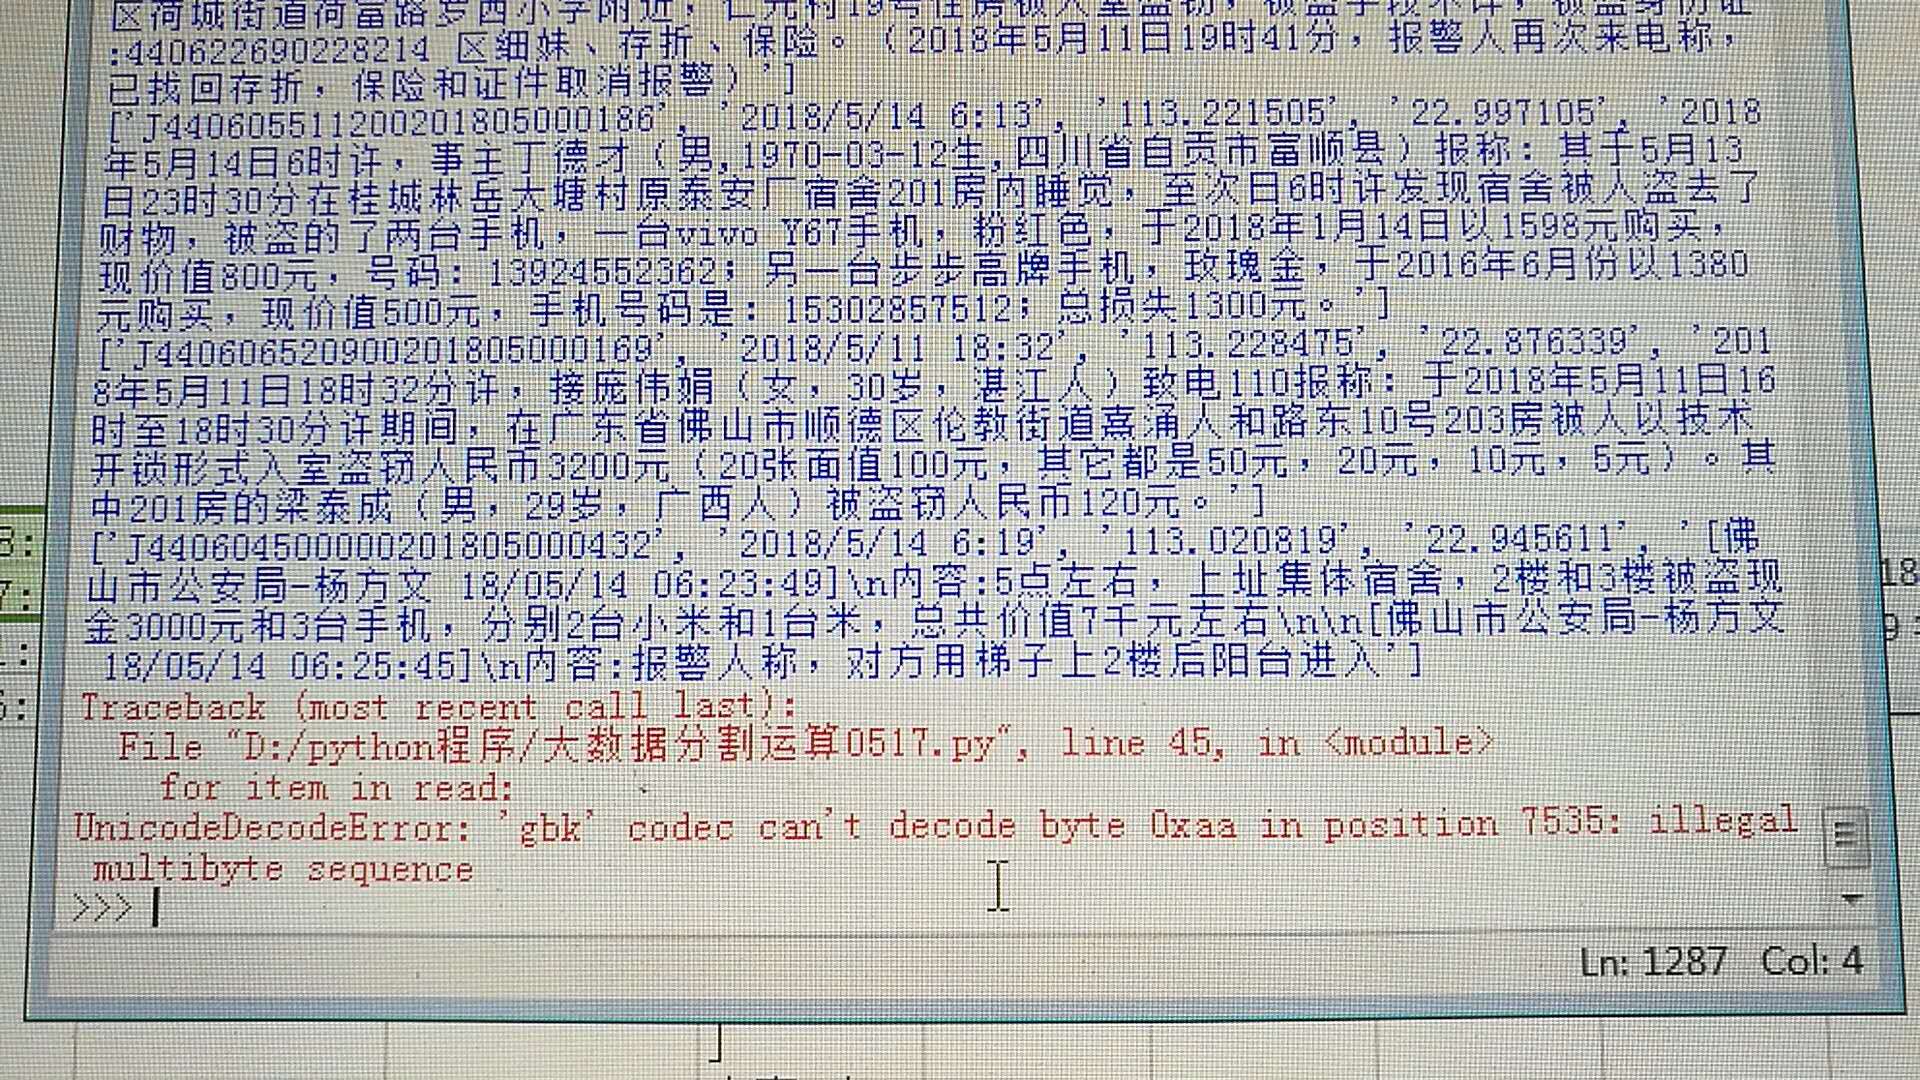 区荷城街道荷富路罗西小学附近，仁元村19号住房被入室盗窃，被盗手段不详，被盗身份证
:440622690228214 区细妹、存折、保险。（2018年5月11日19时41分，报警人再次来电称，
已找回存折，保险和证件取消报警）']
['J4406055112002018050001​86', '2018/5/14 6:13', '113.221505', '22.997105', '2018
年5月14日6时许，事主丁德才（男,1970-03-12生,四川省自贡市富顺县）报称：其于5月13
日23时30分在桂城林岳大塘村原泰安厂宿舍201房内睡觉，至次日6时许发现宿舍被人盗去了
财物，被盗的了两台手机，一台vivo Y67手机，粉红色，于2018年1月14日以1598元购买，
现价值800元，号码：13924552362；另一台步步高牌手机，玫瑰金，于2016年6月份以1380
元购买，现价值500元，手机号码是：15302857512；总损失1300元。']
['J4406065209002018050001​69', '2018/5/11 18:32', '113.228475', '22.876339', '201
8年5月11日18时32分许，接庞伟娟（女，30岁，湛江人）致电110报称：于2018年5月11日16
时至18时30分许期间，在广东省佛山市顺德区伦教街道熹涌人和路东10号203房被人以技术
开锁形式入室盗窃人民币3200元（20张面值100元，其它都是50元，20元，10元，5元）。其
中201房的梁泰成（男，29岁，广西人）被盗窃人民币120元。']
['J4406045000002018050004​32', '2018/5/14 6:19', '113.020819', '22.945611', '[佛
山市公安局-杨方文 18/05/14 06:23:49]\n内容:5点左右，上址集体宿舍，2楼和3楼被盗现
金3000元和3台手机，分别2台小米和1台米，总共价值7千元左右\n\n[佛山市公安局-杨方文
18/05/14 06:25:45]\n内容:报警人称，对方用梯子上2楼后阳台进入']
Traceback (most recent call last):
File "D:/python程序/大数据分割运算0517.py", line 45, in <module>
for item in read:
UnicodeDecodeError: 'gbk' codec can't decode byte 0xaa in position 7535: illegal
multibyte sequence
>>>
Ln: 1287 Col: 4